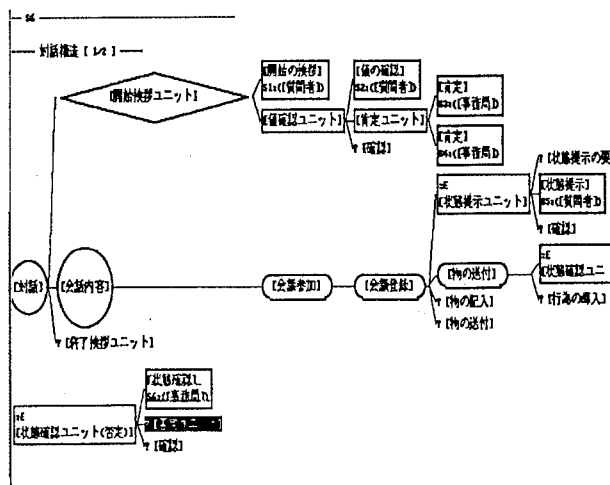 S6
対話構造 [ 1/2 ]
[開始挨拶ユニット]
[開始の挨拶]
S1:([質問者])
[値確認ユニット]
[値の確認]
S2:([質問者])
[肯定ユニット]
? [確認]
[肯定]
S3:([事務局])
[肯定]
S4:([事務局])
[対話]
[会話内容]
[会議参加]
[会議登録]
:E
[状態提示ユニット]
? [状態提示の要
[状態提示]
S5:([質問者])
? [確認]
[物の送付]
:E
[状態確認ユニ
? [行為の導入]
? [物の記入]
? [物の送付]
? [終了挨拶ユニット]
:E
[状態確認ユニット(否定)]
[状態確認]
S6:([事務局])
? [否定ユニット]
? [確認]